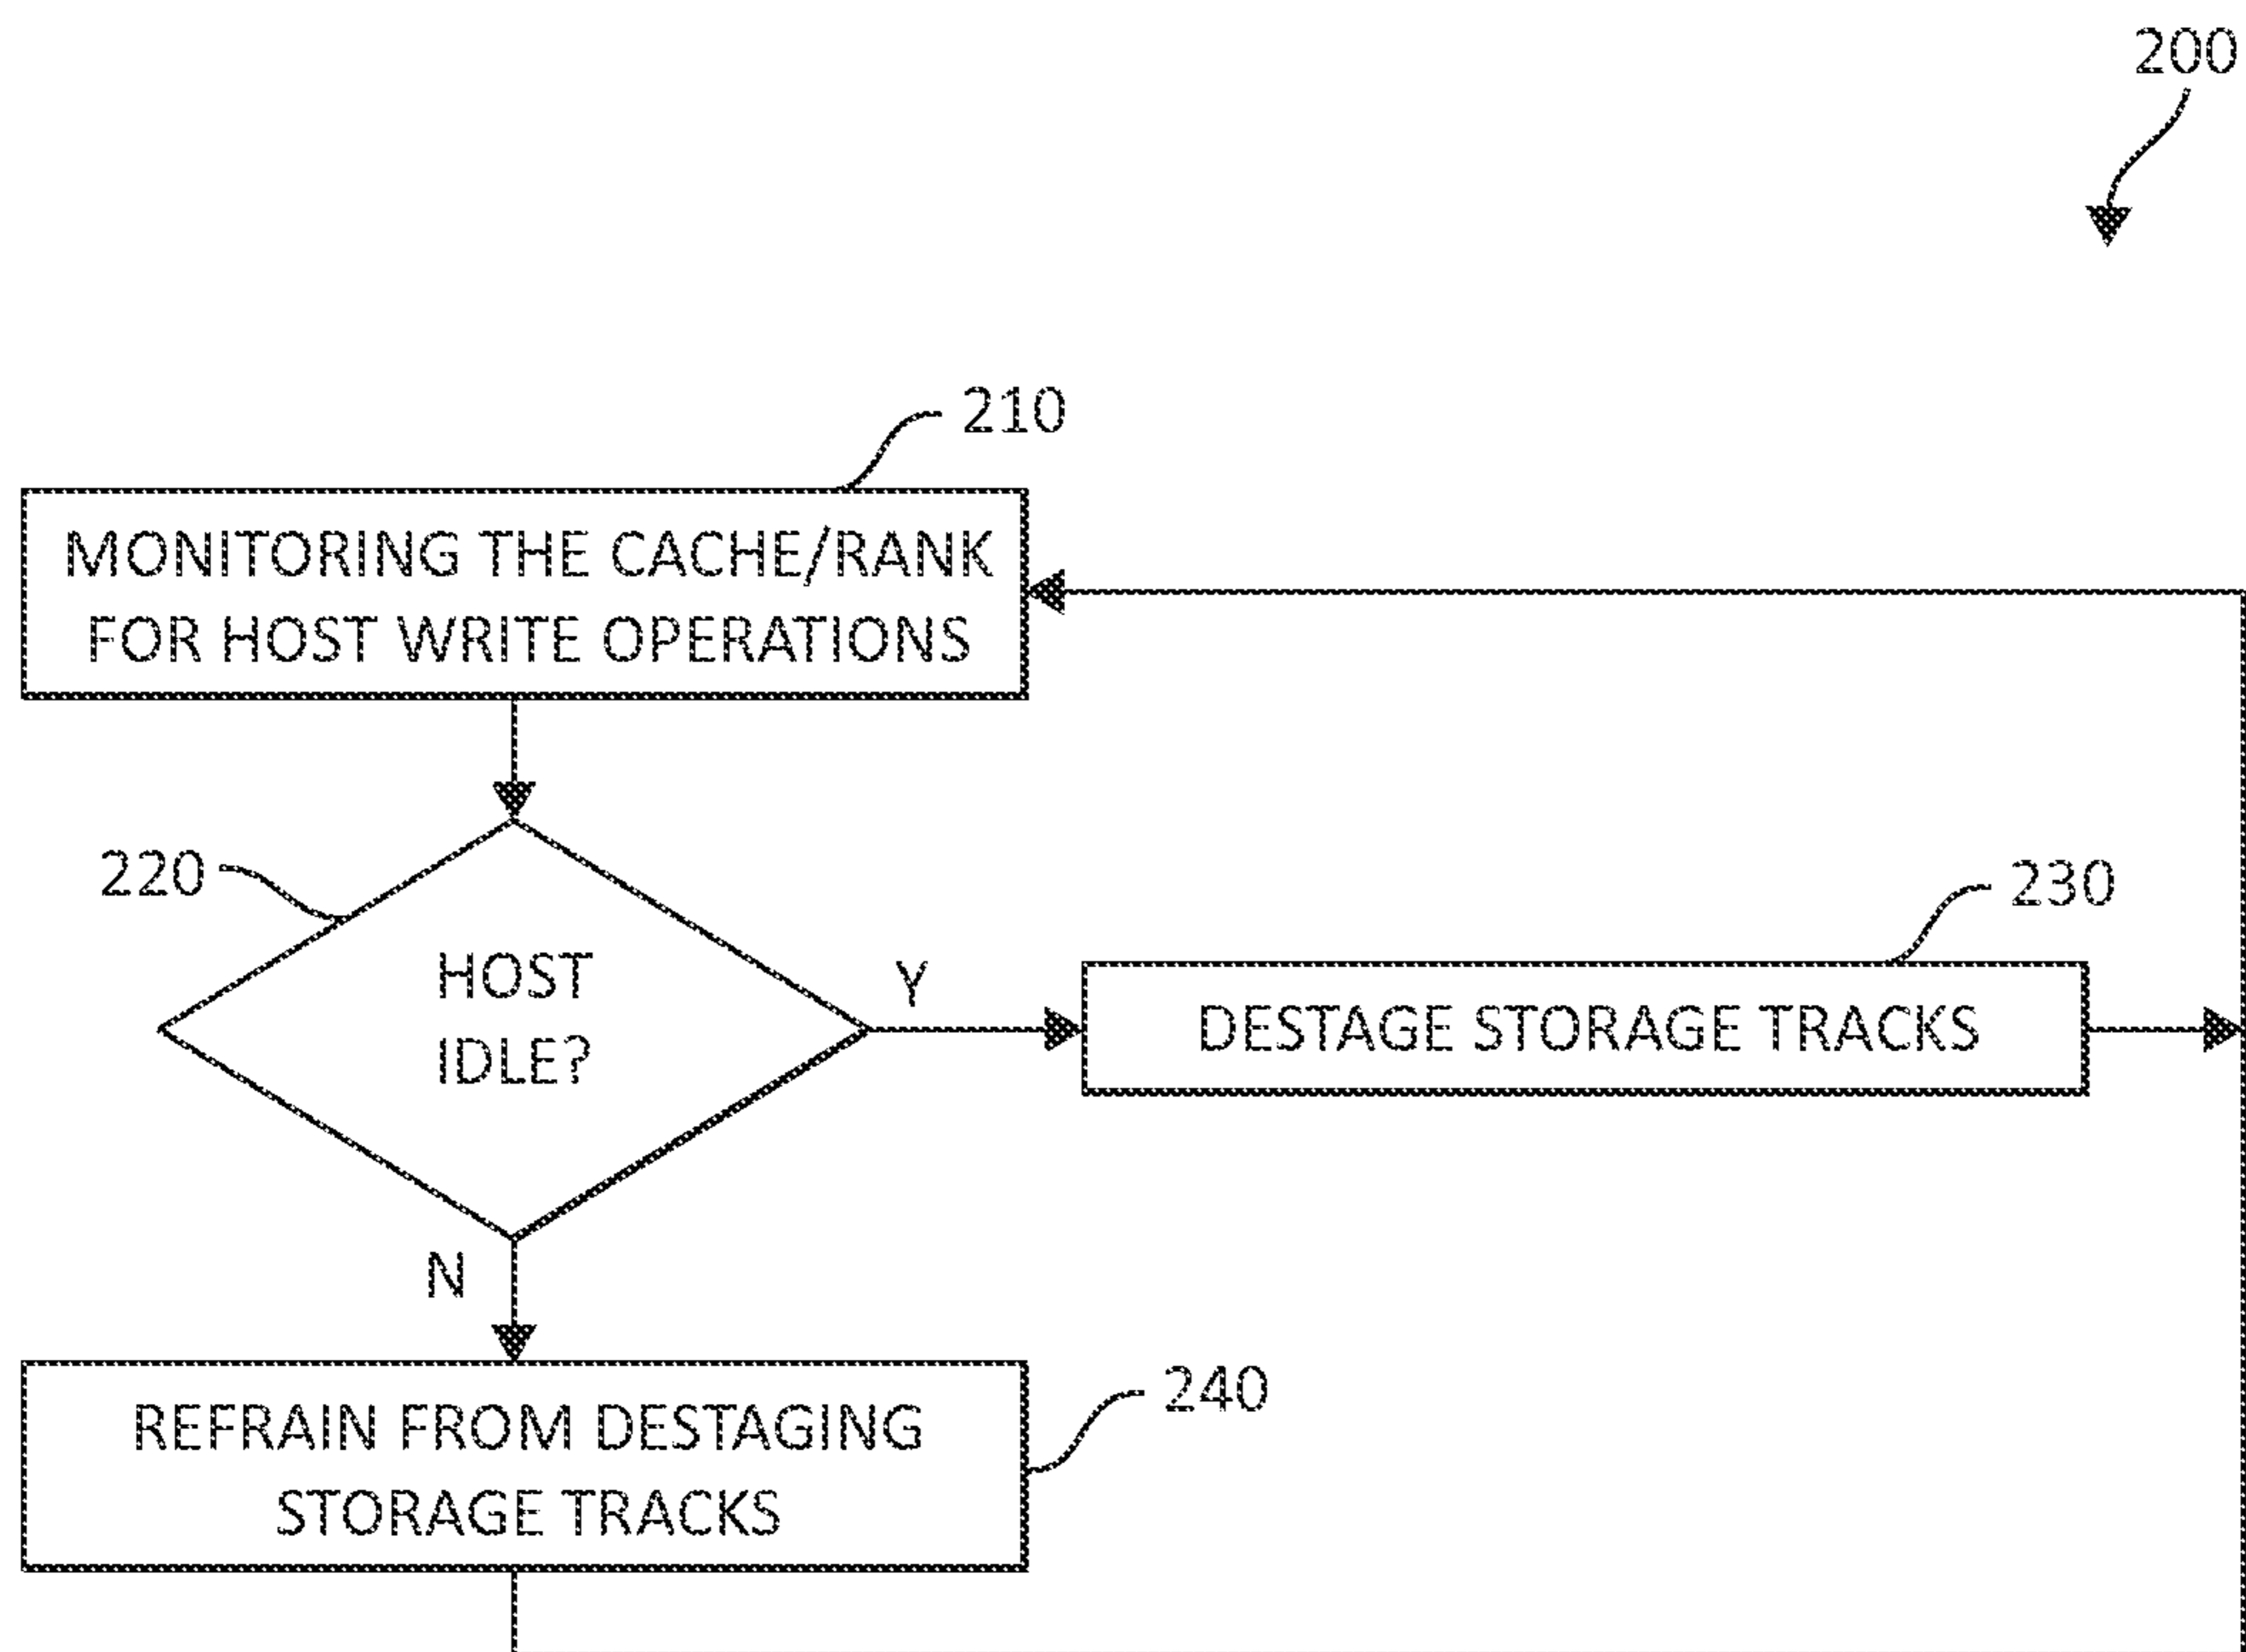 200
210
MONITORING THE CACHE/RANK
FOR HOST WRITE OPERATIONS
220
HOST
IDLE?
Y
230
DESTAGE STORAGE TRACKS
N
240
REFRAIN FROM DESTAGING
STORAGE TRACKS